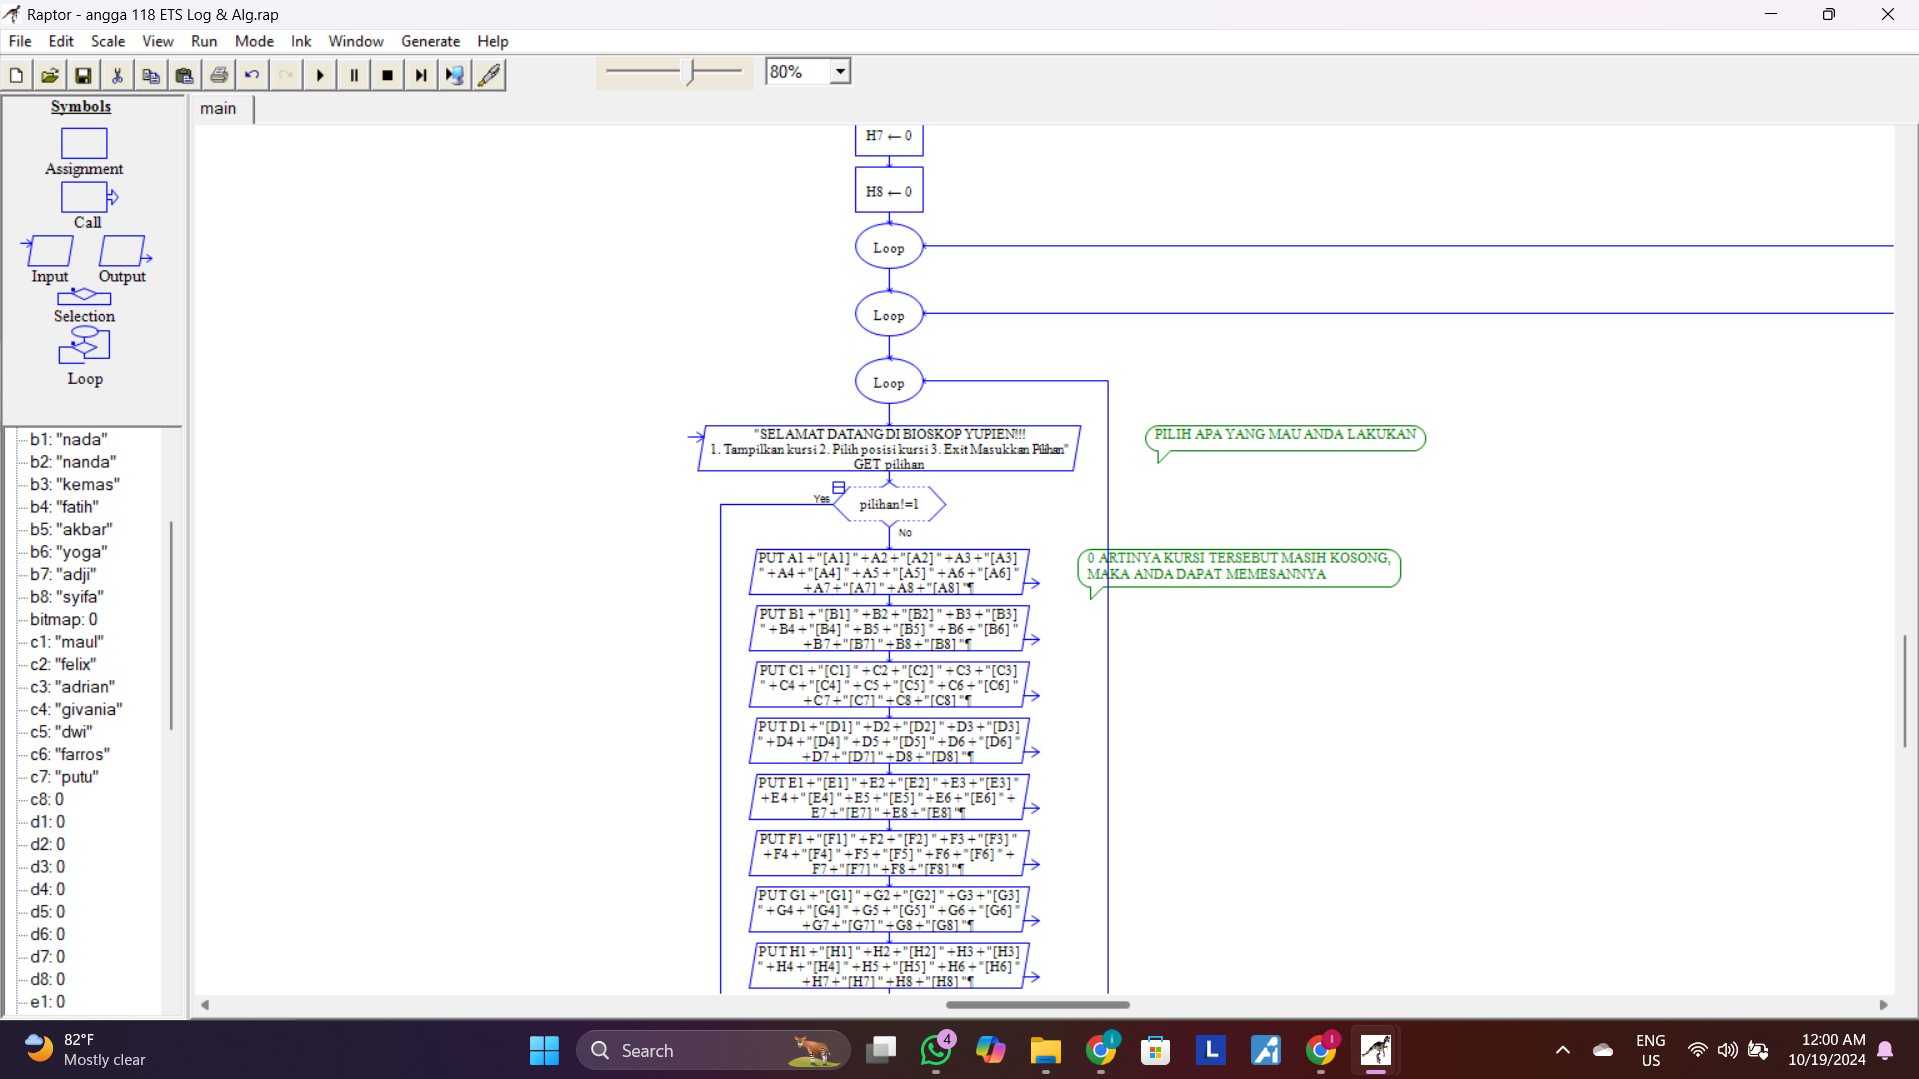 Raptor - angga 118 ETS Log & Alg.rap
File Edit Scale View Run Mode Ink Window Generate Help
80%
Symbols
Assignment
Call
Input Output
Selection
Loop
b1: "nada"
b2: "nanda"
b3: "kemas"
b4: "fatih"
b5: "akbar"
b6: "yoga"
b7: "adji"
b8: "syifa"
bitmap: 0
c1: "maul"
c2: "felix"
c3: "adrian"
c4: "givania"
c5: "dwi"
c6: "farros"
c7: "putu"
c8: 0
d1: 0
d2: 0
d3: 0
d4: 0
d5: 0
d6: 0
d7: 0
d8: 0
e1: 0
main
H7 ← 0
H8 ← 0
Loop
Loop
Loop
"SELAMAT DATANG DI BIOSKOP YUPIEN!!!
1. Tampilkan kursi 2. Pilih posisi kursi 3. Exit Masukkan Pilihan"
GET pilihan
PILIH APA YANG MAU ANDA LAKUKAN
Yes
pilihan!=1
No
PUT A1+"[A1] "+A2+"[A2] "+A3+"[A3]
"+A4+"[A4] "+A5+"[A5] "+A6+"[A6] "
+A7+"[A7] "+A8+"[A8] "¶
0 ARTINYA KURSI TERSEBUT MASIH KOSONG,
MAKA ANDA DAPAT MEMESANNYA
PUT B1+"[B1] "+B2+"[B2] "+B3+"[B3]
"+B4+"[B4] "+B5+"[B5] "+B6+"[B6] "
+B7+"[B7] "+B8+"[B8] "¶
PUT C1+"[C1] "+C2+"[C2] "+C3+"[C3]
"+C4+"[C4] "+C5+"[C5] "+C6+"[C6] "
+C7+"[C7] "+C8+"[C8] "¶
PUT D1+"[D1] "+D2+"[D2] "+D3+"[D3]
"+D4+"[D4] "+D5+"[D5] "+D6+"[D6] "
+D7+"[D7] "+D8+"[D8] "¶
PUT E1+"[E1] "+E2+"[E2] "+E3+"[E3] "
+E4+"[E4] "+E5+"[E5] "+E6+"[E6] "+
E7+"[E7] "+E8+"[E8] "¶
PUT F1+"[F1] "+F2+"[F2] "+F3+"[F3] "
+F4+"[F4] "+F5+"[F5] "+F6+"[F6] "+
F7+"[F7] "+F8+"[F8] "¶
PUT G1+"[G1] "+G2+"[G2] "+G3+"[G3]
"+G4+"[G4] "+G5+"[G5] "+G6+"[G6] "
+G7+"[G7] "+G8+"[G8] "¶
PUT H1+"[H1] "+H2+"[H2] "+H3+"[H3]
"+H4+"[H4] "+H5+"[H5] "+H6+"[H6] "
+H7+"[H7] "+H8+"[H8] "¶
82°F
Mostly clear
Search
4
L
ENG
US
12:00 AM
10/19/2024